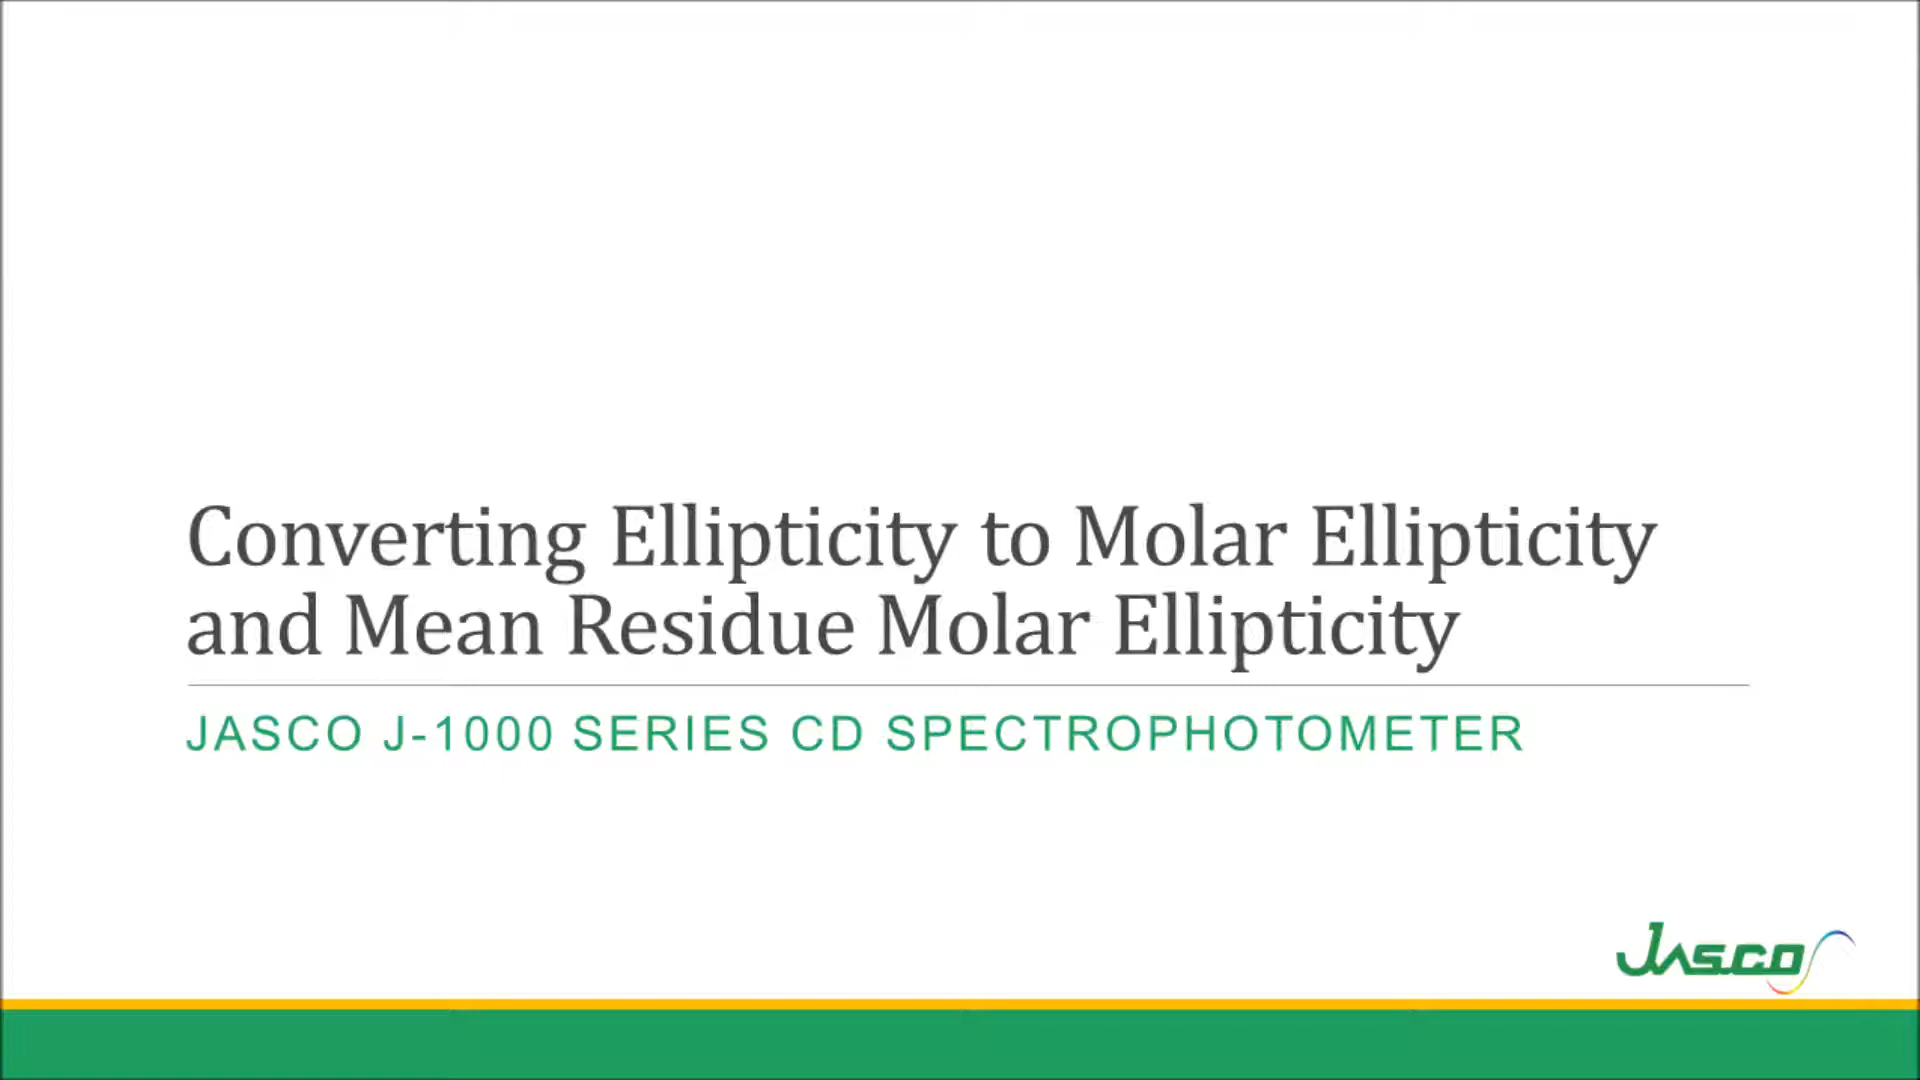 Converting Ellipticity to Molar Ellipticity
and Mean Residue Molar Ellipticity
JASCO J-1000 SERIES CD SPECTROPHOTOMETER
Jasco